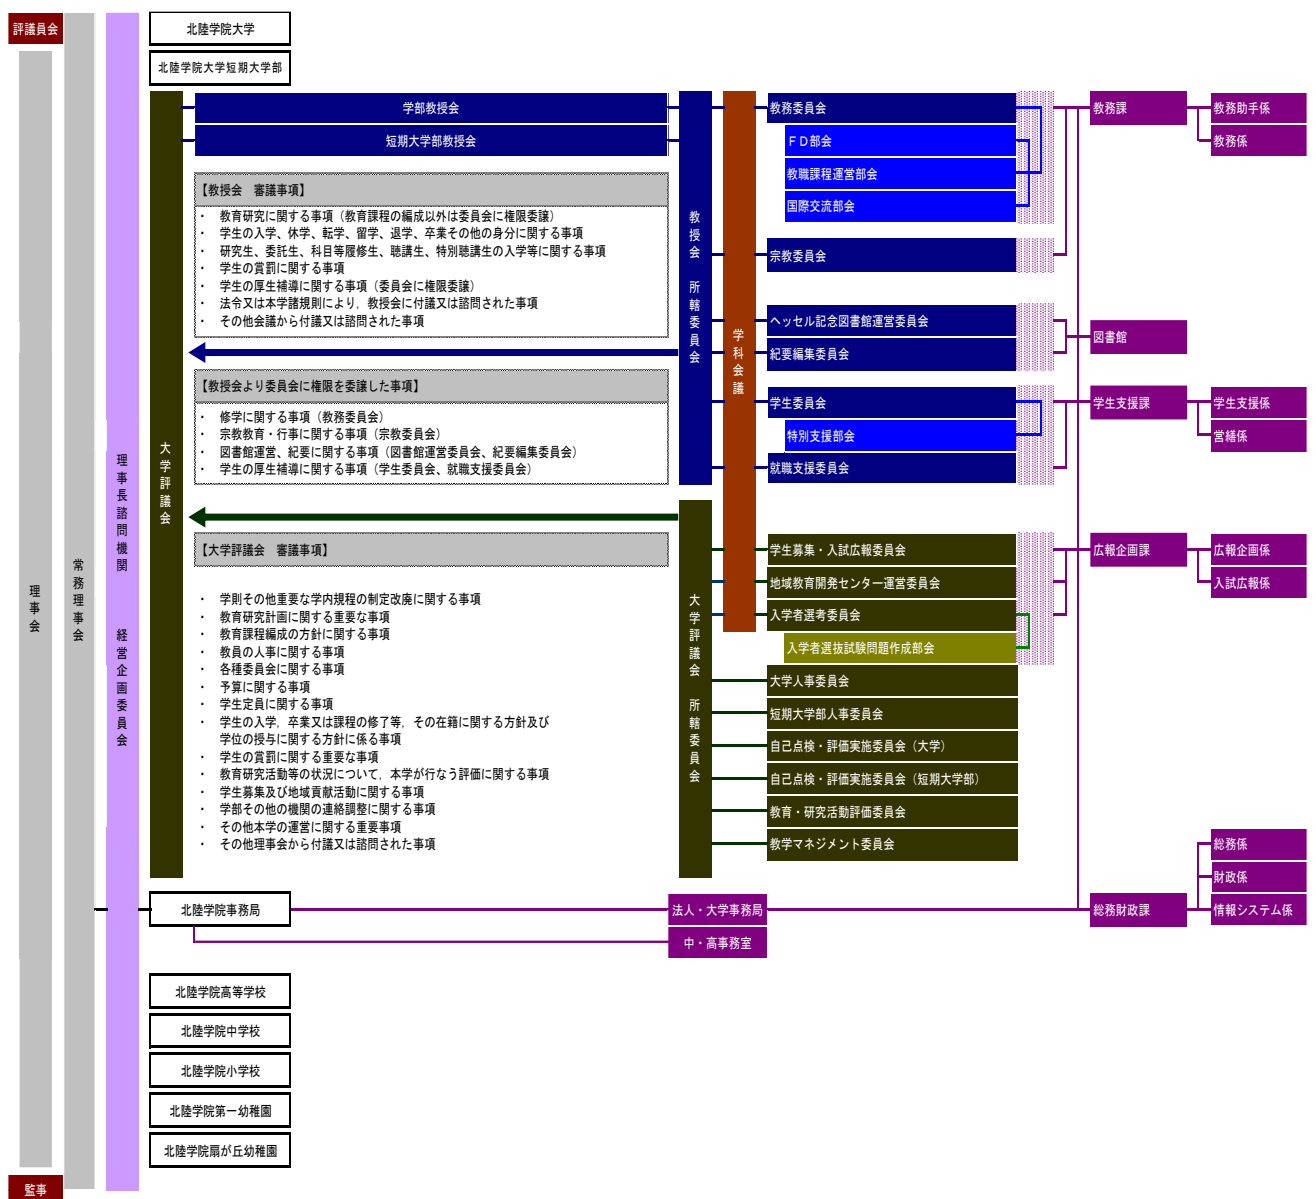 評議員会
理事会
監事
常務理事会
理事長諮問機関　経営企画委員会
北陸学院大学
北陸学院大学短期大学部
大学評議会
学部教授会
短期大学部教授会
【教授会　審議事項】
・　教育研究に関する事項（教育課程の編成以外は委員会に権限委譲）
・　学生の入学、休学、転学、留学、退学、卒業その他の身分に関する事項
・　研究生、委託生、科目等履修生、聴講生、特別聴講生の入学等に関する事項
・　学生の賞罰に関する事項
・　学生の厚生補導に関する事項（委員会に権限委譲）
・　法令又は本学諸規則により，教授会に付議又は諮問された事項
・　その他会議から付議又は諮問された事項
【教授会より委員会に権限を委譲した事項】
・　修学に関する事項（教務委員会）
・　宗教教育・行事に関する事項（宗教委員会）
・　図書館運営、紀要に関する事項（図書館運営委員会、紀要編集委員会）
・　学生の厚生補導に関する事項（学生委員会、就職支援委員会）
【大学評議会　審議事項】
・　学則その他重要な学内規程の制定改廃に関する事項
・　教育研究計画に関する重要な事項
・　教育課程編成の方針に関する事項
・　教員の人事に関する事項
・　各種委員会に関する事項
・　予算に関する事項
・　学生定員に関する事項
・　学生の入学，卒業又は課程の修了等，その在籍に関する方針及び
学位の授与に関する方針に係る事項
・　学生の賞罰に関する重要な事項
・　教育研究活動等の状況について，本学が行なう評価に関する事項
・　学生募集及び地域貢献活動に関する事項
・　学部その他の機関の連絡調整に関する事項
・　その他本学の運営に関する重要事項
・　その他理事会から付議又は諮問された事項
教授会　所轄委員会
大学評議会　所轄委員会
学科会議
教務委員会
ＦＤ部会
教職課程運営部会
国際交流部会
宗教委員会
ヘッセル記念図書館運営委員会
紀要編集委員会
学生委員会
特別支援部会
就職支援委員会
学生募集・入試広報委員会
地域教育開発センター運営委員会
入学者選考委員会
入学者選抜試験問題作成部会
大学人事委員会
短期大学部人事委員会
自己点検・評価実施委員会（大学）
自己点検・評価実施委員会（短期大学部）
教育・研究活動評価委員会
教学マネジメント委員会
教務課
教務助手係
教務係
図書館
学生支援課
学生支援係
営繕係
広報企画課
広報企画係
入試広報係
総務係
財政係
総務財政課
情報システム係
北陸学院事務局
法人・大学事務局
中・高事務室
北陸学院高等学校
北陸学院中学校
北陸学院小学校
北陸学院第一幼稚園
北陸学院扇が丘幼稚園